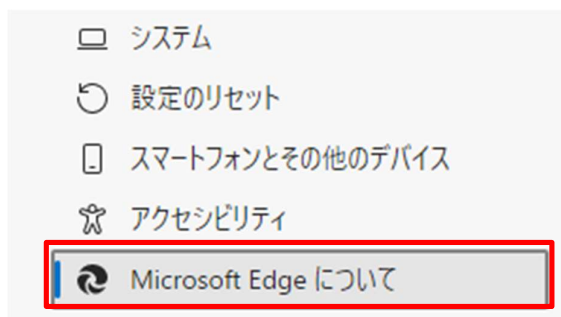 システム
設定のリセット
スマートフォンとその他のデバイス
アクセシビリティ
Microsoft Edge について